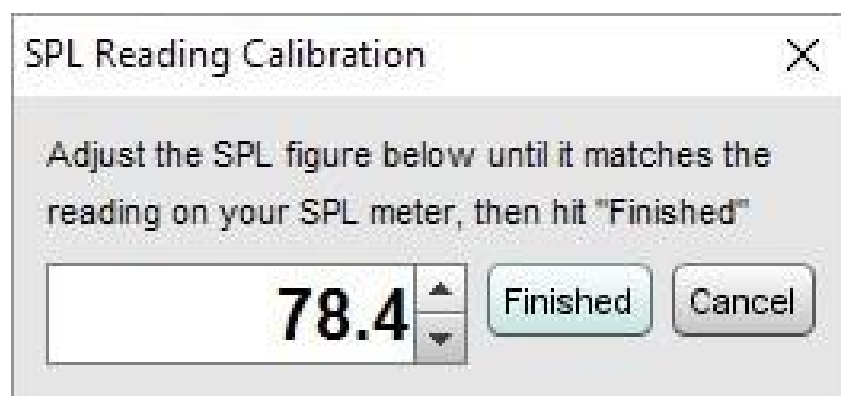 SPL Reading Calibration
Adjust the SPL figure below until it matches the
reading on your SPL meter, then hit "Finished"
78.4 Finished Cancel